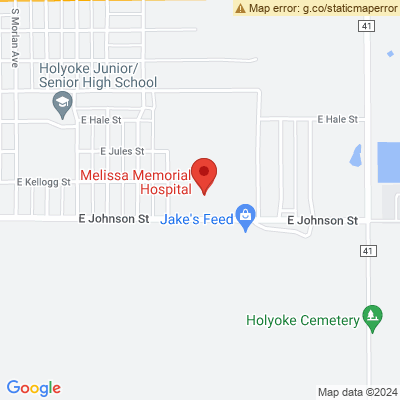 Map error: g.co/staticmaperror
S Morlan Ave
41
Holyoke Junior/
Senior High School
E Hale St
E Hale St
E Jules St
Melissa Memorial
Hospital
E Kellogg St
E Johnson St
Jake's Feed
E Johnson St
41
Holyoke Cemetery
Google
Map data ©2024